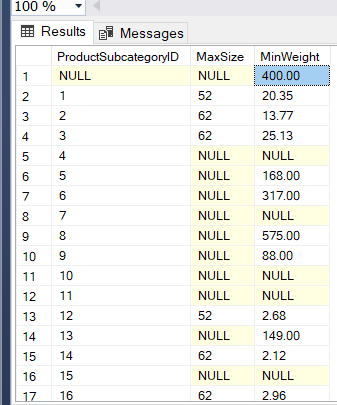 100 %
Results Messages
ProductSubcategoryID MaxSize MinWeight
1 NULL NULL 400.00
2 1 52 20.35
3 2 62 13.77
4 3 62 25.13
5 4 NULL NULL
6 5 NULL 168.00
7 6 NULL 317.00
8 7 NULL NULL
9 8 NULL 575.00
10 9 NULL 88.00
11 10 NULL NULL
12 11 NULL NULL
13 12 52 2.68
14 13 NULL 149.00
15 14 62 2.12
16 15 NULL NULL
17 16 62 2.96